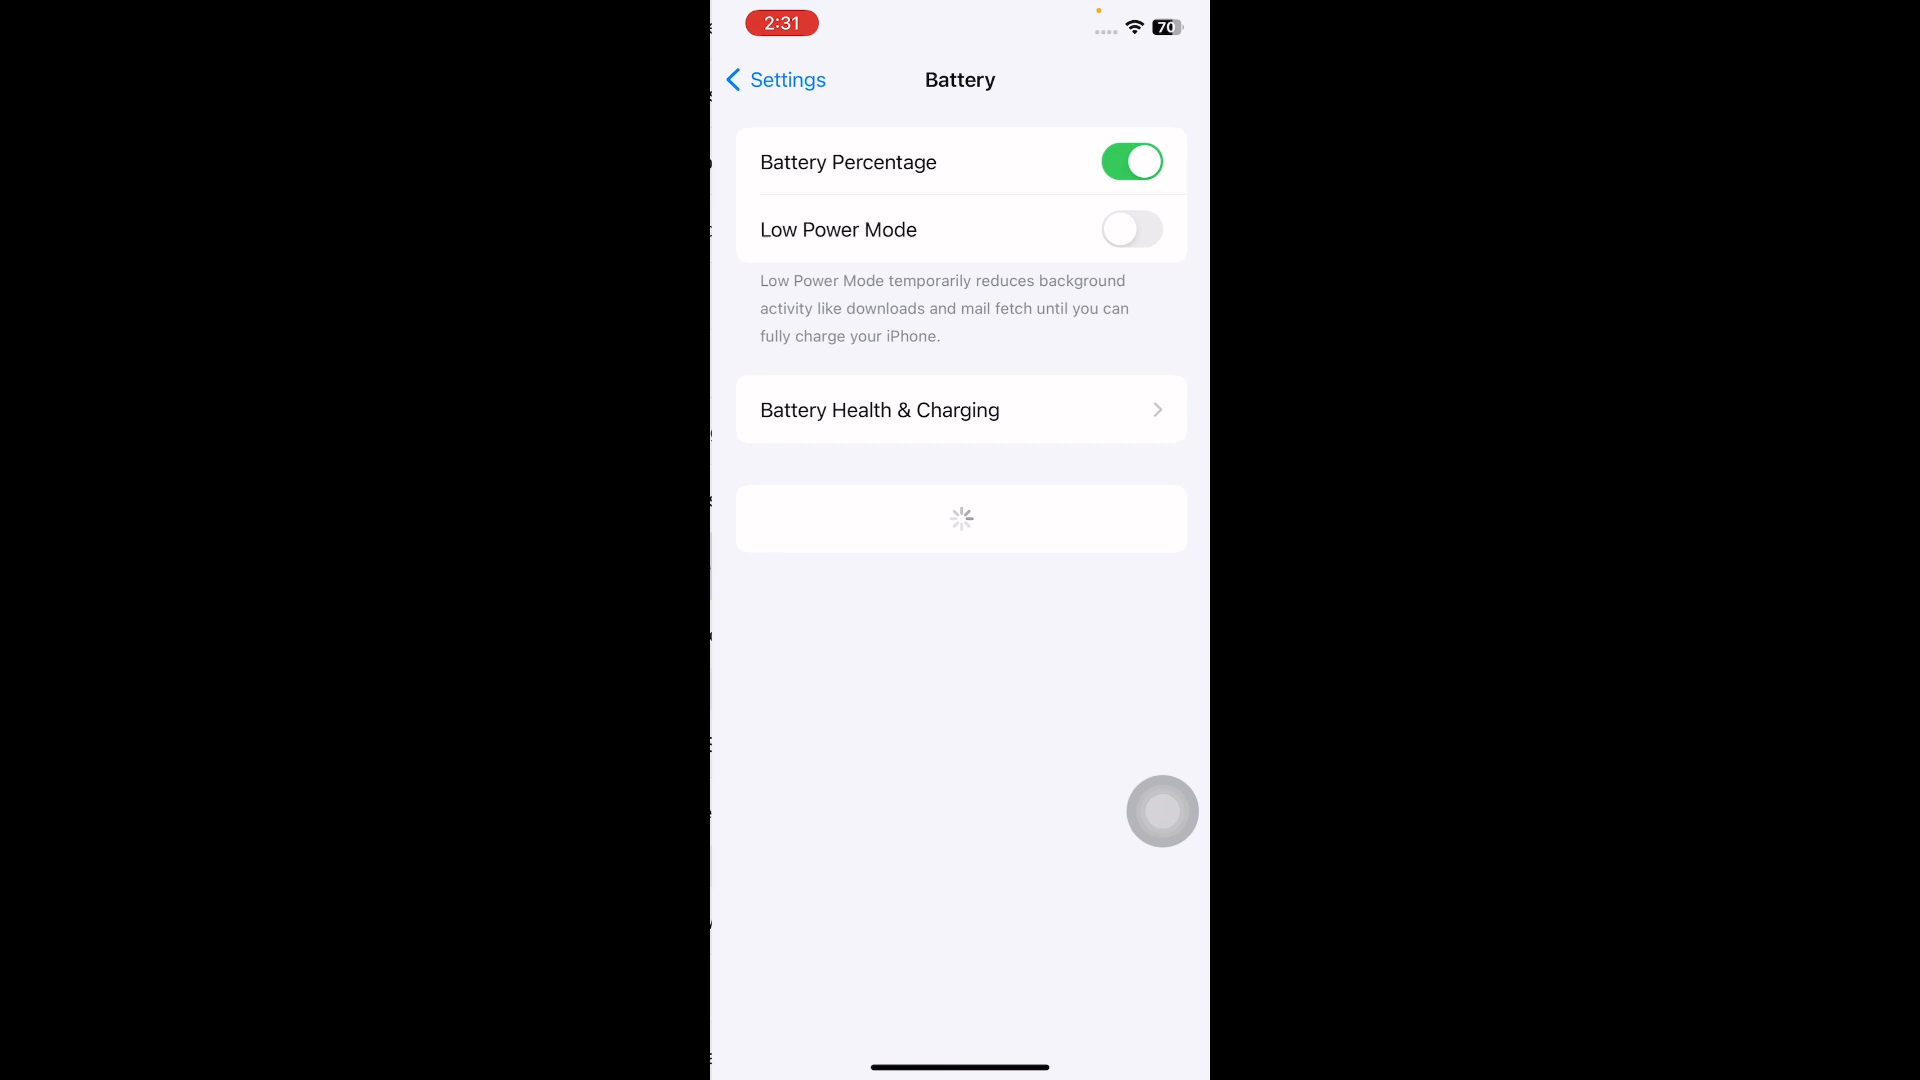 2:31
70
Settings
Battery
Battery Percentage
Low Power Mode
Low Power Mode temporarily reduces background
activity like downloads and mail fetch until you can
fully charge your iPhone.
Battery Health & Charging